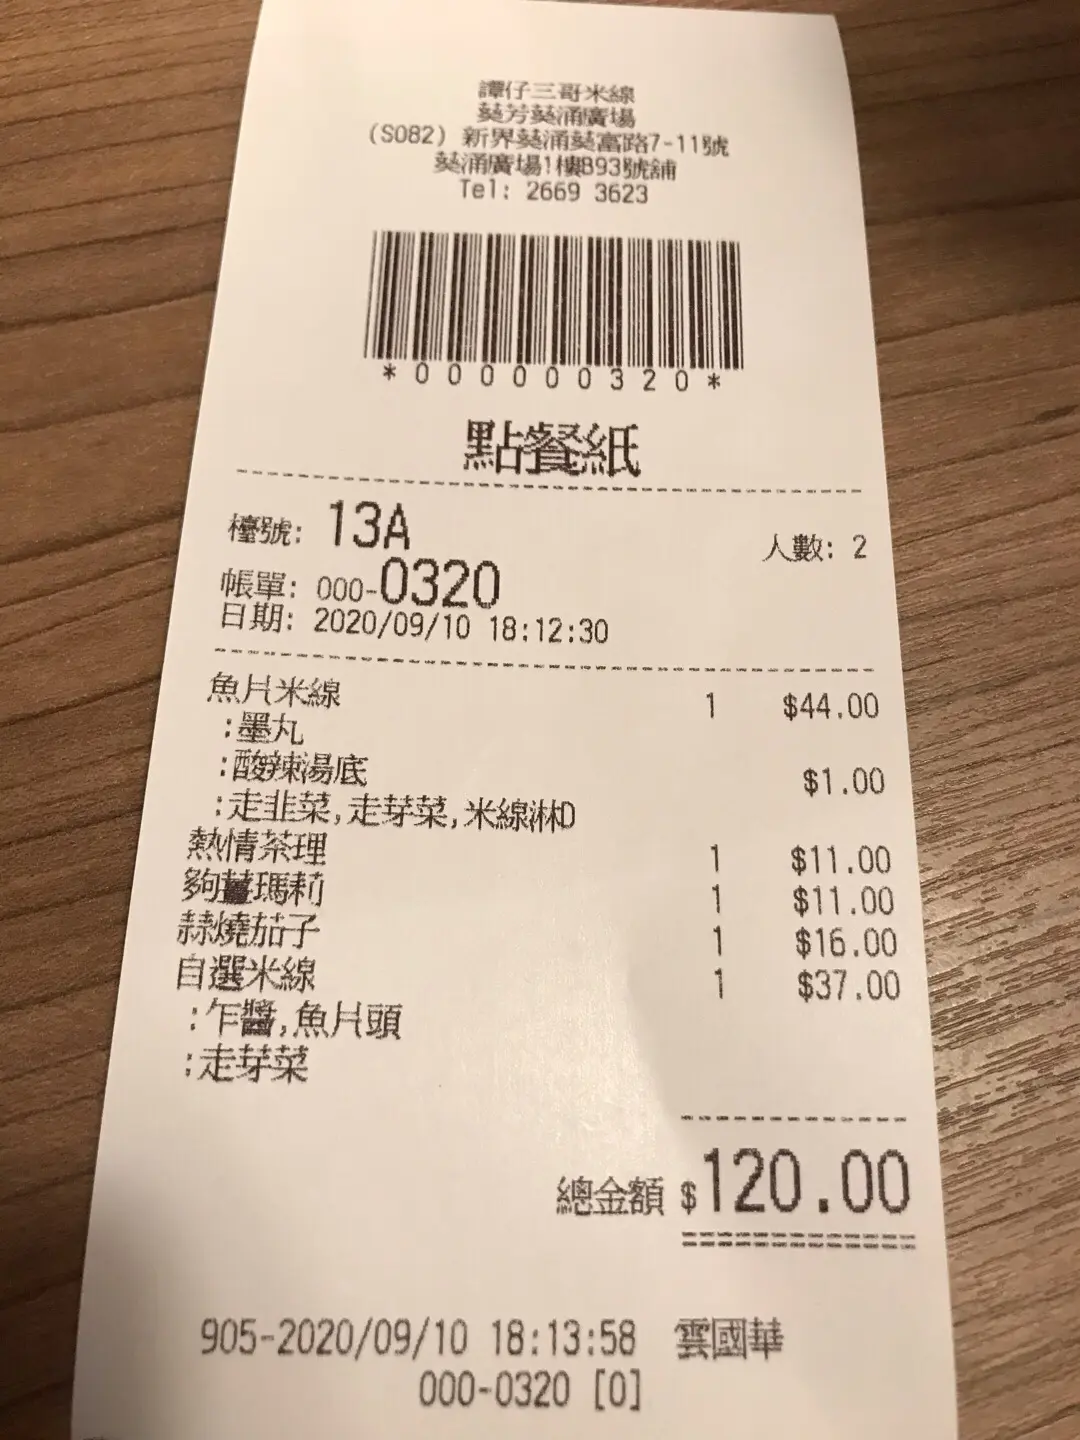 譚仔三哥米線
葵芳葵涌廣場
(S082) 新界葵涌葵富路7-11號
葵涌廣場1樓B93號舖
Tel: 2669 3623
*000000320*
點餐紙
檯號: 13A 人數: 2
帳單: 000-0320
日期: 2020/09/10 18:12:30
魚片米線 1 $44.00
:墨丸
:酸辣湯底 $1.00
:走韭菜,走芽菜,米線淋D
熱情茶理 1 $11.00
夠薑瑪莉 1 $11.00
蒜燒茄子 1 $16.00
自選米線 1 $37.00
:乍醬,魚片頭
:走芽菜
總金額 $120.00
905-2020/09/10 18:13:58 雲國華
000-0320 [0]